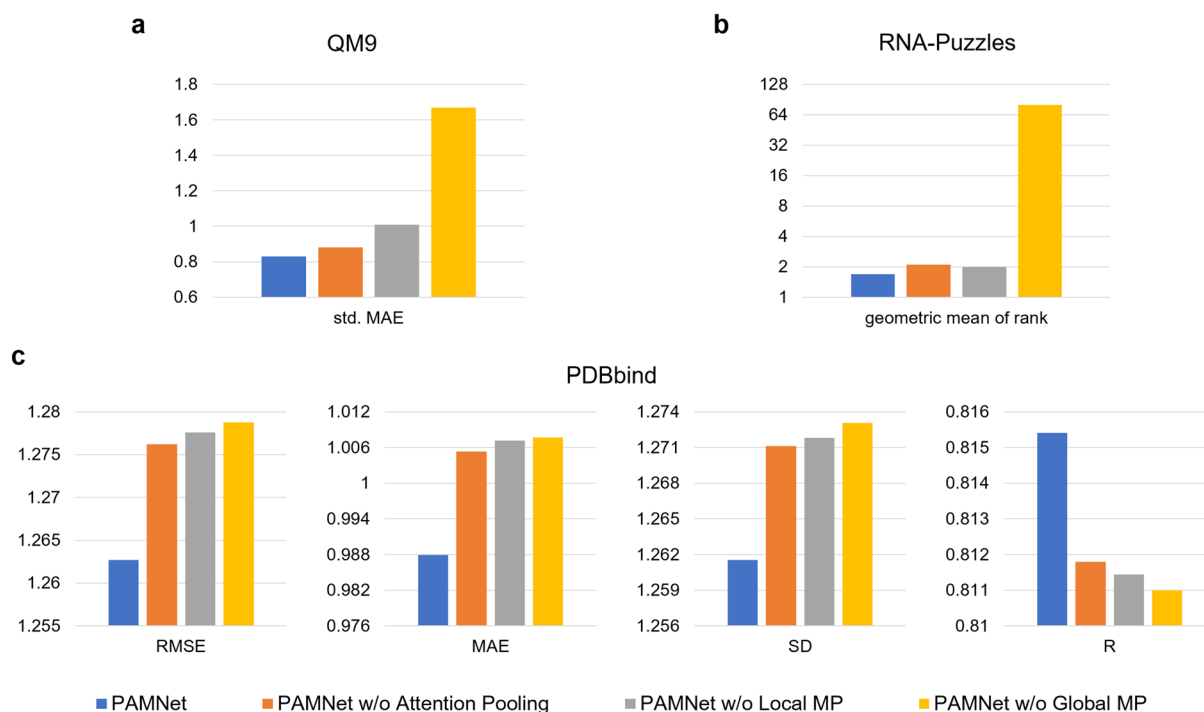 a
QM9
1.8
1.6
1.4
1.2
1
0.8
0.6
std. MAE
b
RNA-Puzzles
128
64
32
16
8
4
2
1
geometric mean of rank
c
PDBbind
1.28
1.275
1.27
1.265
1.26
1.255
RMSE
1.012
1.006
1
0.994
0.988
0.982
0.976
MAE
1.274
1.271
1.268
1.265
1.262
1.259
1.256
SD
0.816
0.815
0.814
0.813
0.812
0.811
0.81
R
PAMNet
PAMNet w/o Attention Pooling
PAMNet w/o Local MP
PAMNet w/o Global MP